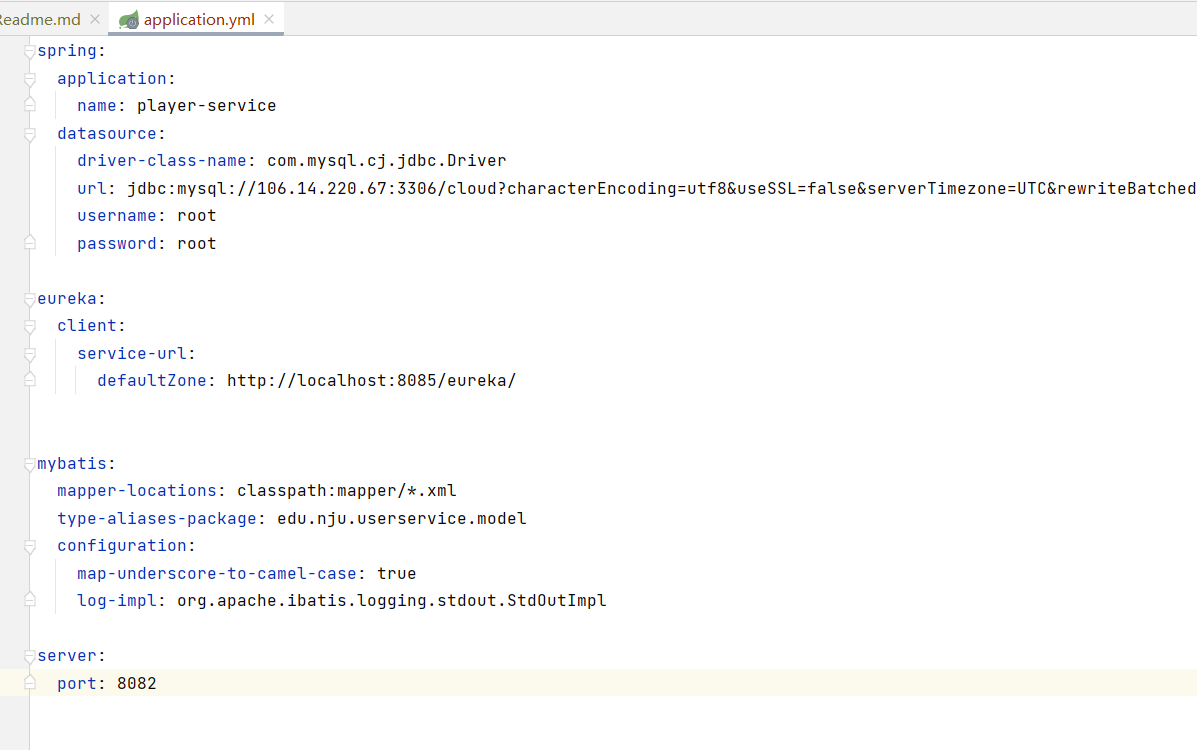 Readme.md application.yml
spring:
  application:
    name: player-service
  datasource:
    driver-class-name: com.mysql.cj.jdbc.Driver
    url: jdbc:mysql://106.14.220.67:3306/cloud?characterEncoding=utf8&useSSL=false&serverTimezone=UTC&rewriteBatched
    username: root
    password: root
eureka:
  client:
    service-url:
      defaultZone: http://localhost:8085/eureka/
mybatis:
  mapper-locations: classpath:mapper/*.xml
  type-aliases-package: edu.nju.userservice.model
  configuration:
    map-underscore-to-camel-case: true
    log-impl: org.apache.ibatis.logging.stdout.StdOutImpl
server:
  port: 8082